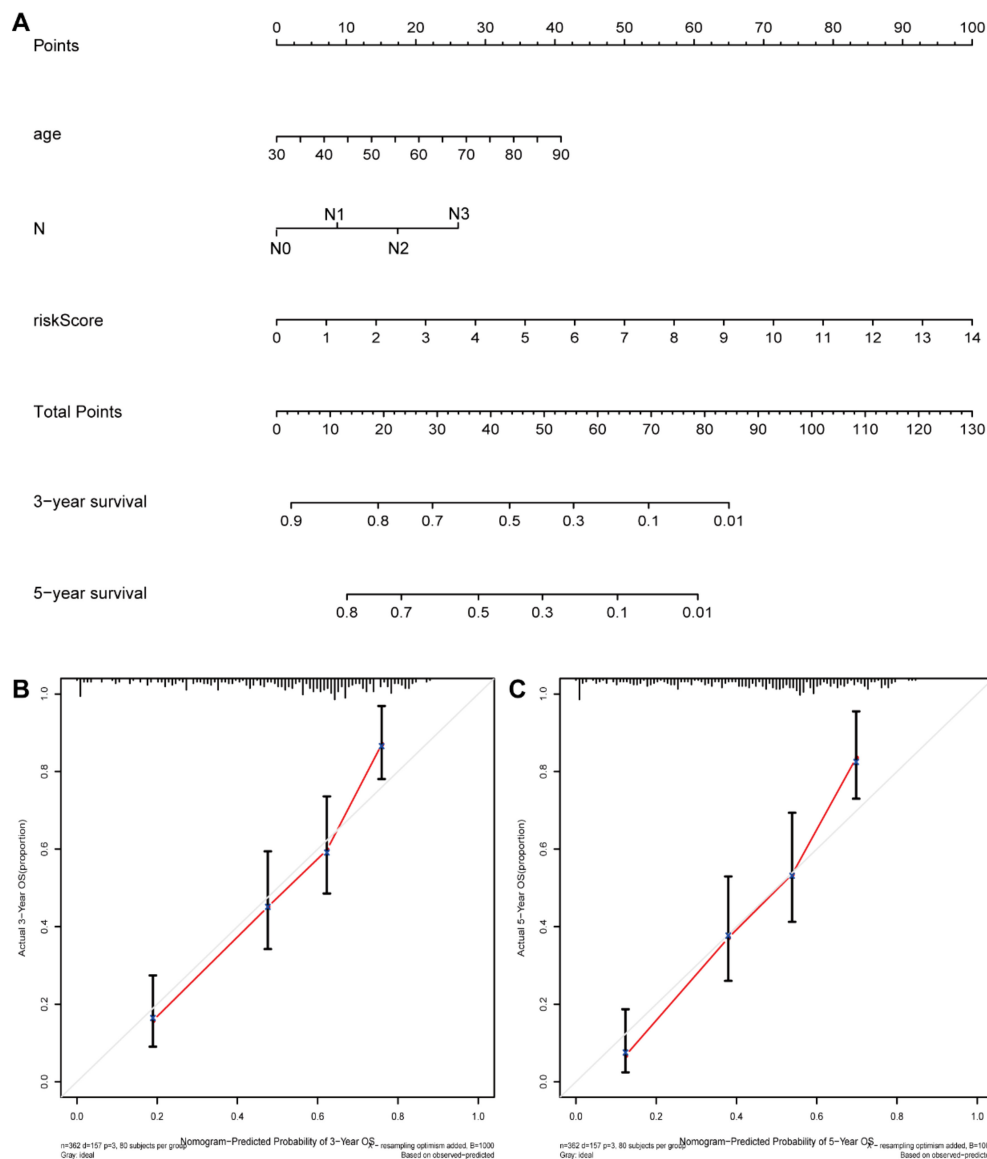 A
Points
0 10 20 30 40 50 60 70 80 90 100
age
30 40 50 60 70 80 90
N1 N3
N
N0 N2
riskScore
0 1 2 3 4 5 6 7 8 9 10 11 12 13 14
Total Points
0 10 20 30 40 50 60 70 80 90 100 110 120 130
3−year survival
0.9 0.8 0.7 0.5 0.3 0.1 0.01
5−year survival
0.8 0.7 0.5 0.3 0.1 0.01
B
Actual 3−Year OS(proportion)
1.0
0.8
0.6
0.4
0.2
0.0
0.0 0.2 0.4 0.6 0.8 1.0
Nomogram−Predicted Probability of 3−Year OS
n=362 d=157 p=3, 80 subjects per group
Gray: ideal
X − resampling optimism added, B=1000
Based on observed−predicted
C
Actual 5−Year OS(proportion)
1.0
0.8
0.6
0.4
0.2
0.0
0.0 0.2 0.4 0.6 0.8 1.0
Nomogram−Predicted Probability of 5−Year OS
n=362 d=157 p=3, 80 subjects per group
Gray: ideal
− resampling optimism added,
Based on